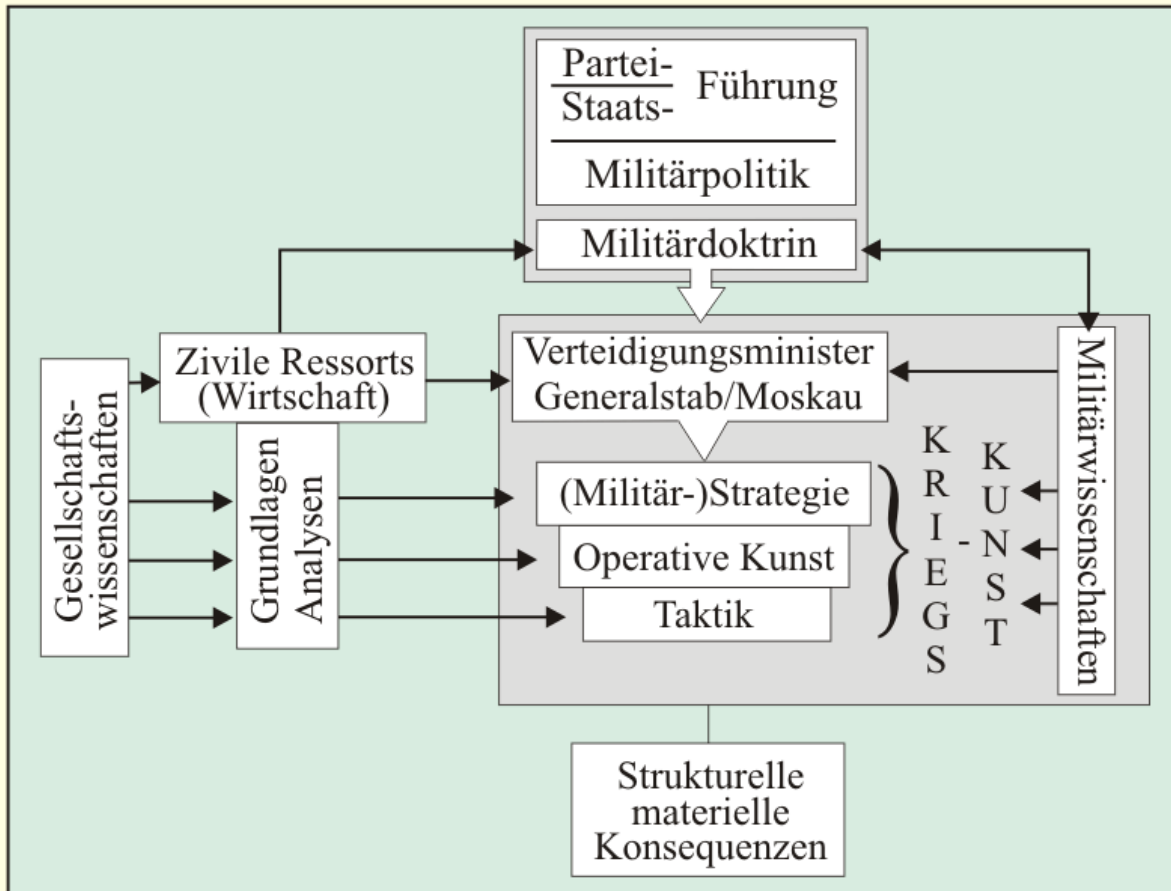 Partei-
Staats- Führung
Militärpolitik
Militärdoktrin
Zivile Ressorts
(Wirtschaft)
Verteidigungsminister
Generalstab/Moskau
Gesellschafts-
wissenschaften
Grundlagen
Analysen
(Militär-)Strategie
Operative Kunst
Taktik
KRIEGS
-
KUNST
Militärwissenschaften
Strukturelle
materielle
Konsequenzen